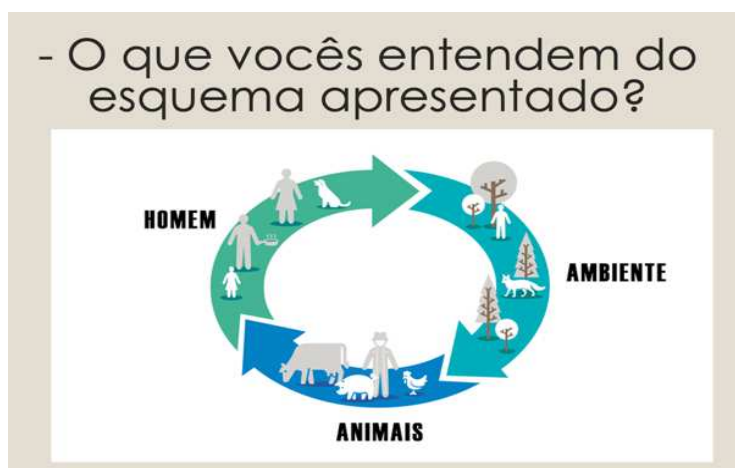 - O que vocês entendem do
esquema apresentado?
HOMEM
AMBIENTE
ANIMAIS